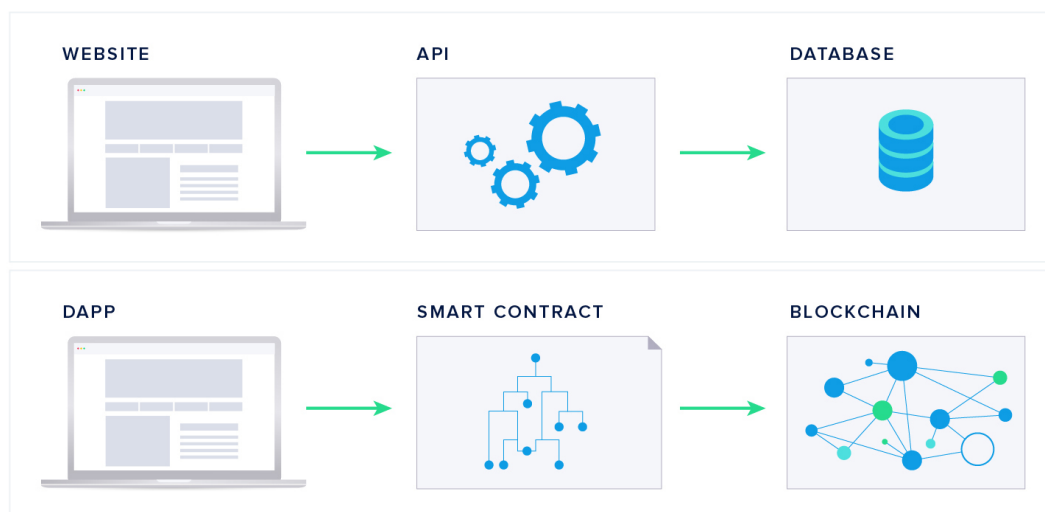 WEBSITE
API
DATABASE
DAPP
SMART CONTRACT
BLOCKCHAIN